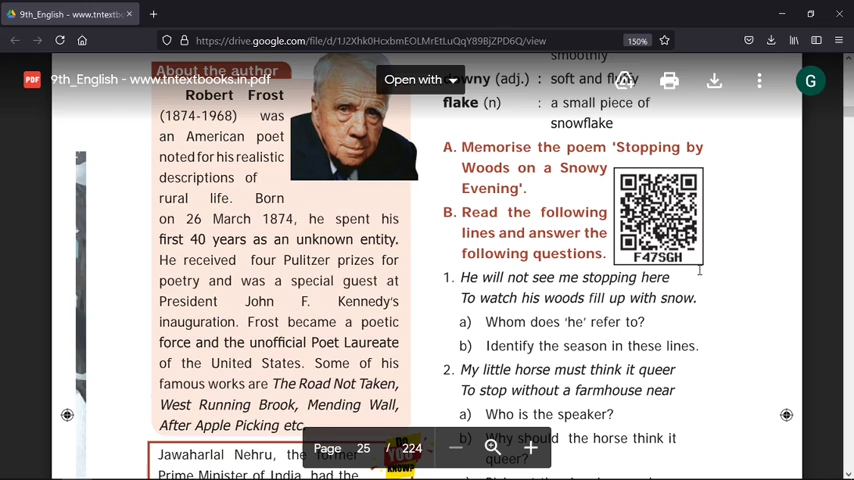 9th_English - www.tntextbooks.in
https://drive.google.com/file/d/1J2Xhk0HcxbmEOLMrEtLuQqY89BjZPD6Q/view
150%
9th_English - www.tntextbooks.in.pdf
Open with
G
About the author
Robert Frost
(1874-1968) was
an American poet
noted for his realistic
descriptions of
rural life. Born
on 26 March 1874, he spent his
first 40 years as an unknown entity.
He received four Pulitzer prizes for
poetry and was a special guest at
President John F. Kennedy's
inauguration. Frost became a poetic
force and the unofficial Poet Laureate
of the United States. Some of his
famous works are The Road Not Taken,
West Running Brook, Mending Wall,
After Apple Picking etc.
Jawaharlal Nehru, the former
Prime Minister of India, had the
DO
YOU
KNOW?
smoothly
downy (adj.) : soft and fluffy
flake (n) : a small piece of
snowflake
A. Memorise the poem 'Stopping by
Woods on a Snowy
Evening'.
B. Read the following
lines and answer the
following questions.
F47SGH
1. He will not see me stopping here
To watch his woods fill up with snow.
a) Whom does 'he' refer to?
b) Identify the season in these lines.
2. My little horse must think it queer
To stop without a farmhouse near
a) Who is the speaker?
b) Why should the horse think it
queer?
Page 25 / 224
PDF